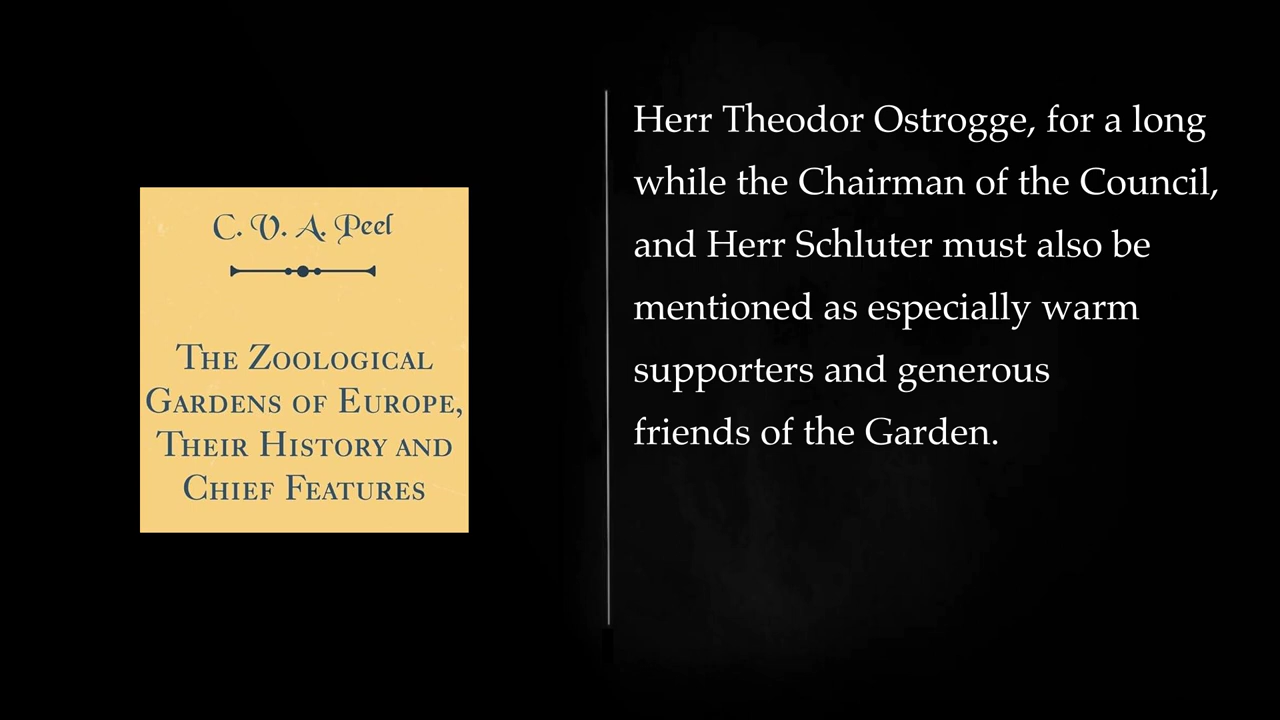 C. V. A. Peel
The Zoological
Gardens of Europe,
Their History and
Chief Features
Herr Theodor Ostrogge, for a long
while the Chairman of the Council,
and Herr Schluter must also be
mentioned as especially warm
supporters and generous
friends of the Garden.